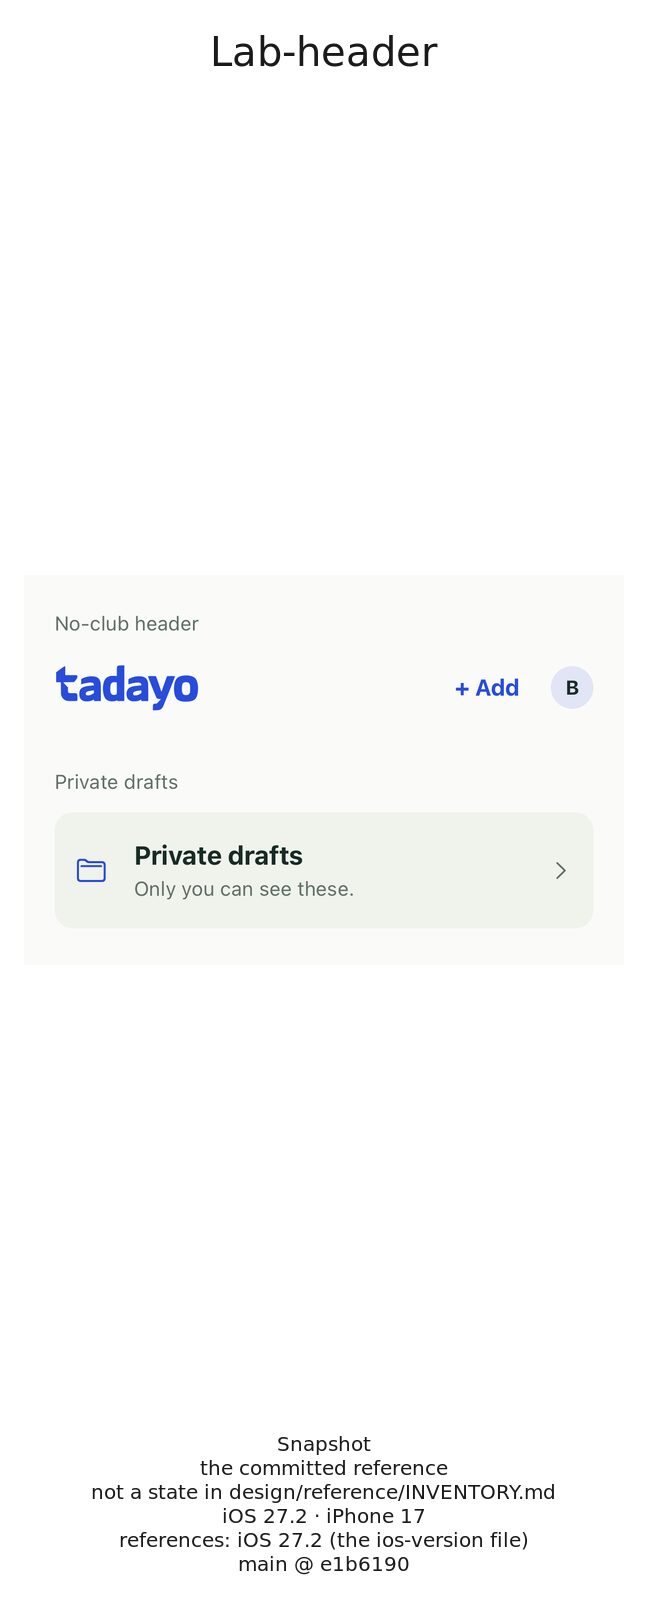 Lab-header
No-club header
tadayo
+ Add
B
Private drafts
Private drafts
Only you can see these.
Snapshot
the committed reference
not a state in design/reference/INVENTORY.md
iOS 27.2 · iPhone 17
references: iOS 27.2 (the ios-version file)
main @ e1b6190